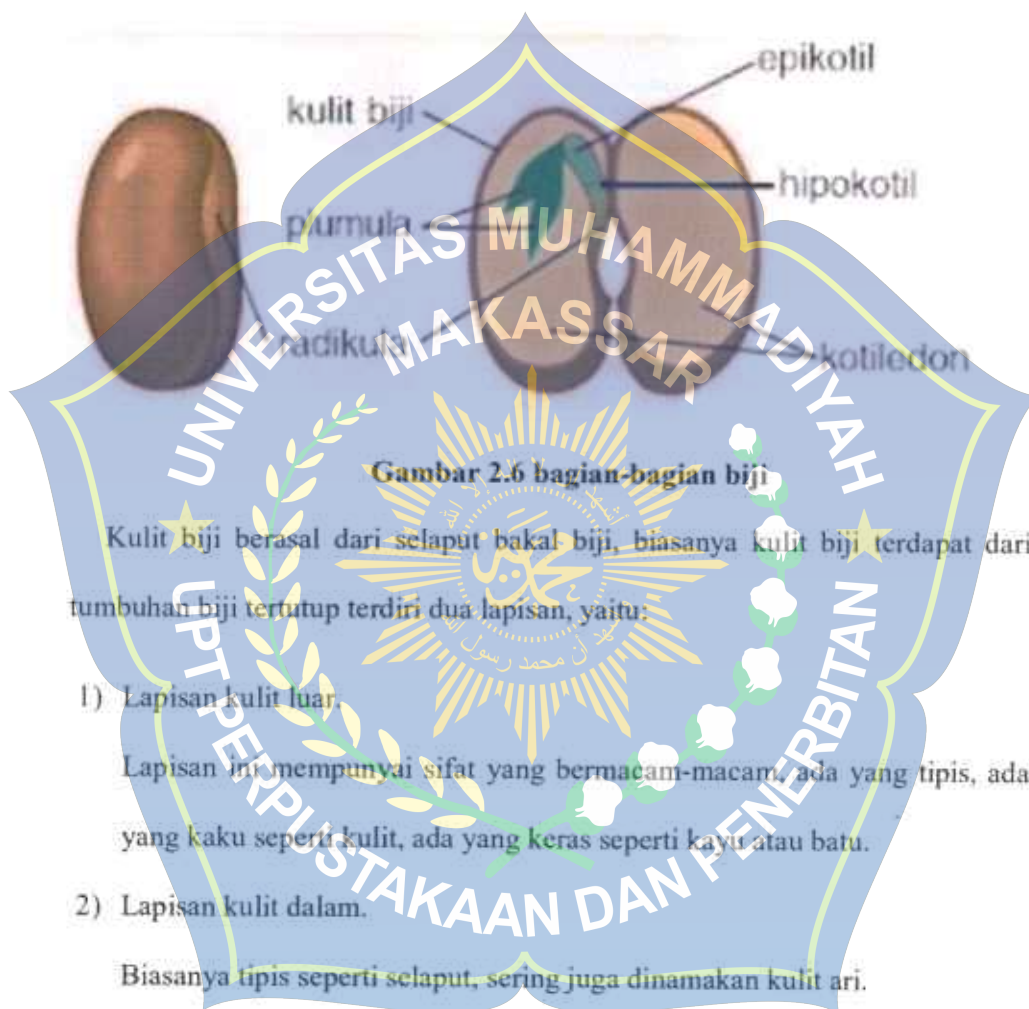 epikotil
kulit biji
hipokotil
plumula
radikula
kotiledon
UNIVERSITAS MUHAMMADIYAH
MAKASSAR
UPT PERPUSTAKAAN DAN PENERBITAN
Gambar 2.6 bagian-bagian biji
Kulit biji berasal dari selaput bakal biji, biasanya kulit biji terdapat dari
tumbuhan biji tertutup terdiri dua lapisan, yaitu:
1) Lapisan kulit luar.
Lapisan ini mempunyai sifat yang bermacam-macam, ada yang tipis, ada
yang kaku seperti kulit, ada yang keras seperti kayu atau batu.
2) Lapisan kulit dalam.
Biasanya tipis seperti selaput, sering juga dinamakan kulit ari.
محمد